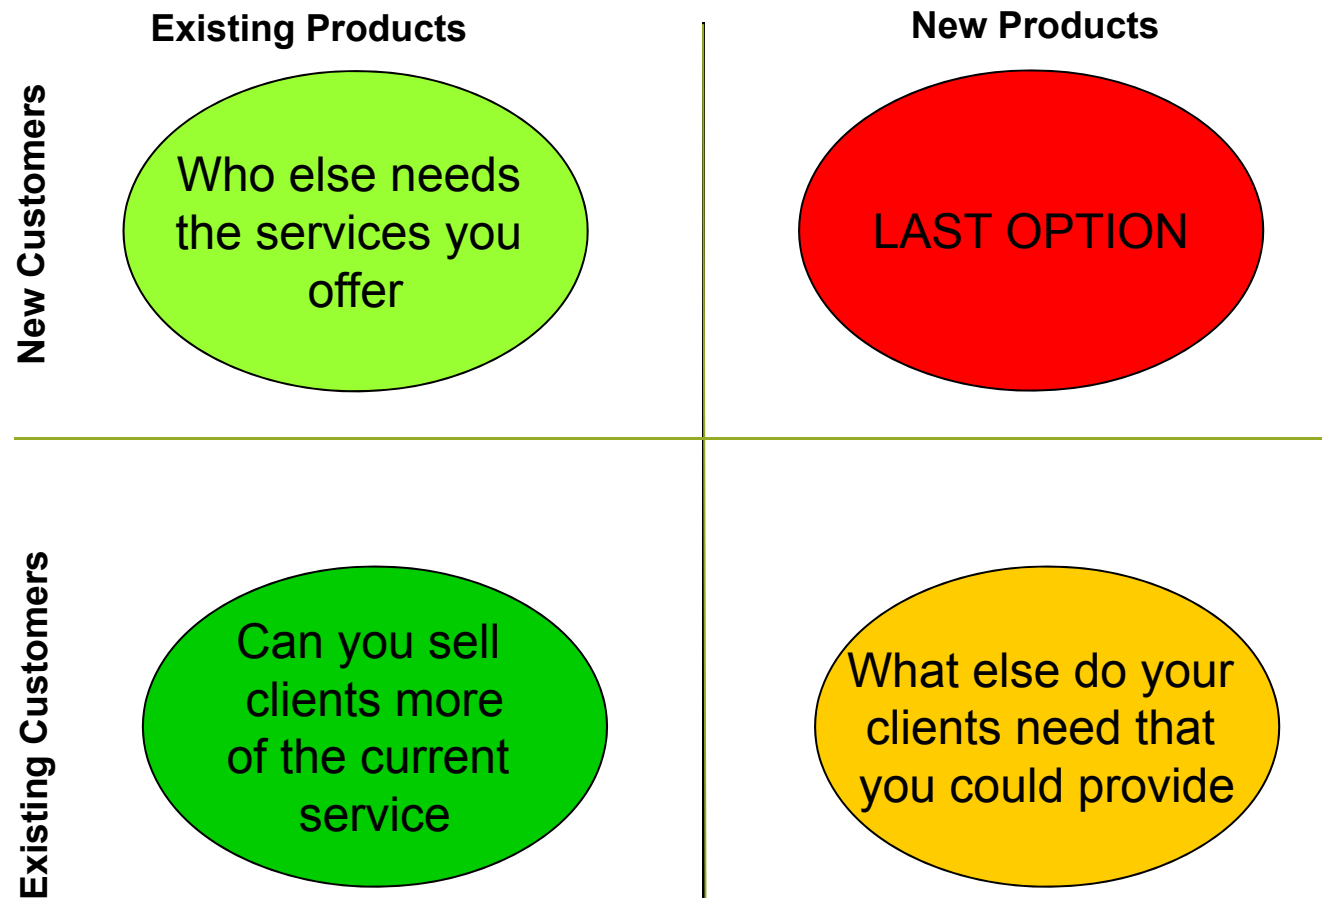 Existing Products
New Products
New Customers
Who else needs
the services you
offer
LAST OPTION
Existing Customers
Can you sell
clients more
of the current
service
What else do your
clients need that
you could provide